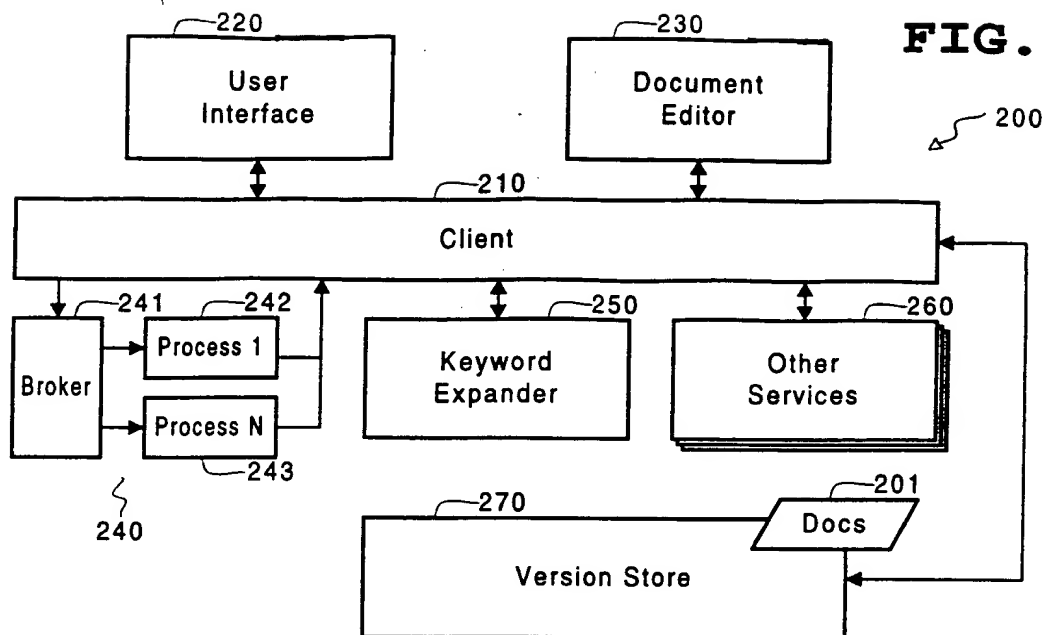 220
230
FIG.
User
Interface
Document
Editor
200
210
Client
241
242
250
260
Broker
Process 1
Process N
Keyword
Expander
Other
Services
243
240
270
201
Docs
Version Store